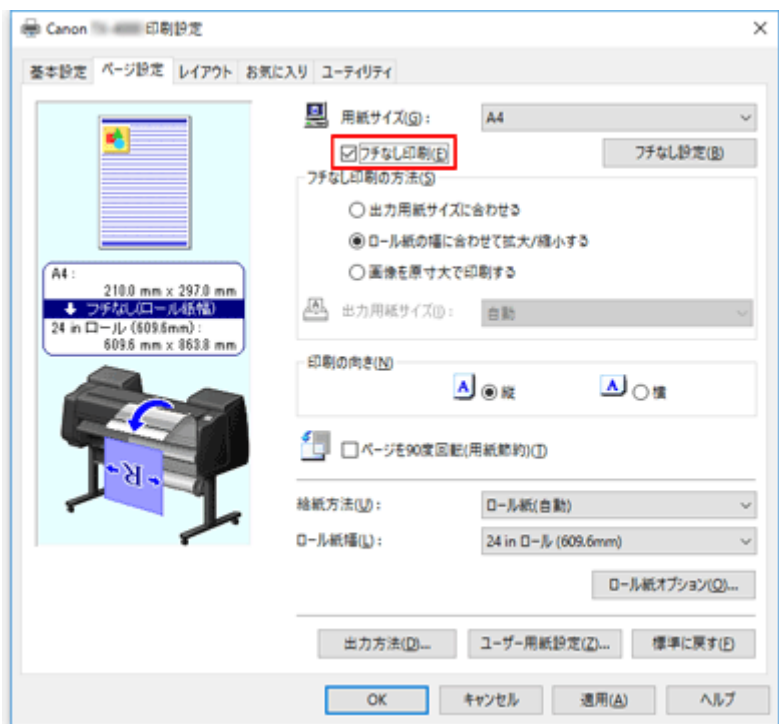 Canon 印刷設定
基本設定 ページ設定 レイアウト お気に入り ユーティリティ
用紙サイズ(G): A4
フチなし印刷(E) フチなし設定(B)
フチなし印刷の方法(S)
出力用紙サイズに合わせる
ロール紙の幅に合わせて拡大/縮小する
画像を原寸大で印刷する
出力用紙サイズ(I): 自動
A4:
210.0 mm x 297.0 mm
フチなし(ロール紙幅)
24 in ロール (609.6mm):
609.6 mm x 863.8 mm
印刷の向き(N)
A 縦 A 横
ページを90度回転(用紙節約)(T)
R
給紙方法(U): ロール紙(自動)
ロール紙幅(L): 24 in ロール (609.6mm)
ロール紙オプション(O)...
出力方法(D)... ユーザー用紙設定(Z)... 標準に戻す(F)
OK キャンセル 適用(A) ヘルプ